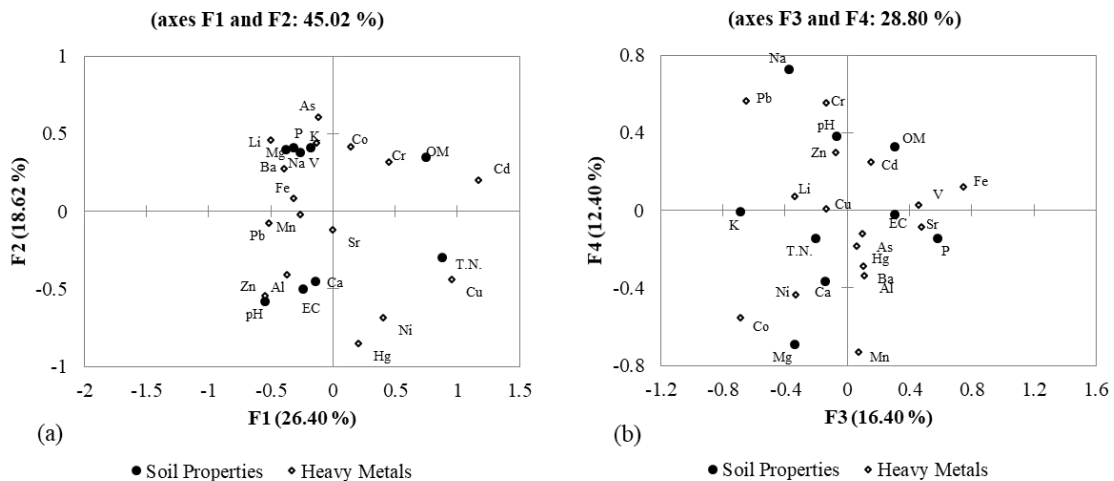 (axes F1 and F2: 45.02 %)
1
0.5
0
-0.5
-1
F2 (18.62 %)
As
P
K
Li
Co
Mg
Cr
OM
Ba
Na
V
Cd
Fe
Pb
Mn
Sr
T.N.
Zn
Al
Ca
Cu
pH
EC
Ni
Hg
-2
-1.5
-1
-0.5
0
0.5
1
1.5
F1 (26.40 %)
(a)
● Soil Properties ◇ Heavy Metals
(axes F3 and F4: 28.80 %)
0.8
0.4
0
-0.4
-0.8
F4 (12.40 %)
Na
Pb
Cr
pH
OM
Zn
Cd
Li
Fe
Cu
V
K
EC
Sr
T.N.
As
P
Hg
Ni
Ca
Ba
Al
Co
Mg
Mn
-1.2
-0.8
-0.4
0
0.4
0.8
1.2
1.6
F3 (16.40 %)
(b)
● Soil Properties ◇ Heavy Metals